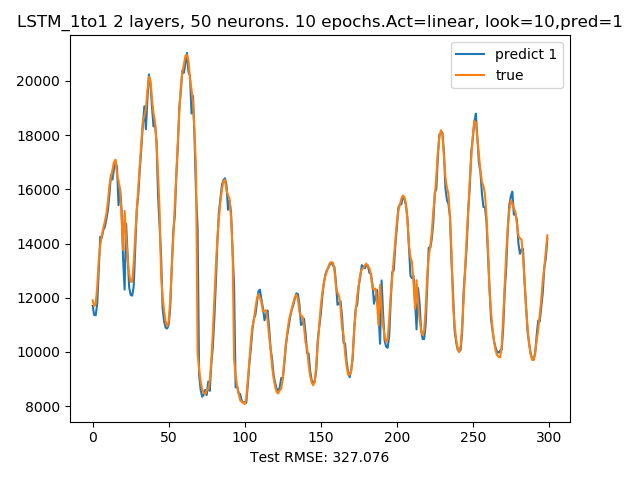 LSTM_1to1 2 layers, 50 neurons. 10 epochs.Act=linear, look=10,pred=1
predict 1
true
20000
18000
16000
14000
12000
10000
8000
0 50 100 150 200 250 300
Test RMSE: 327.076